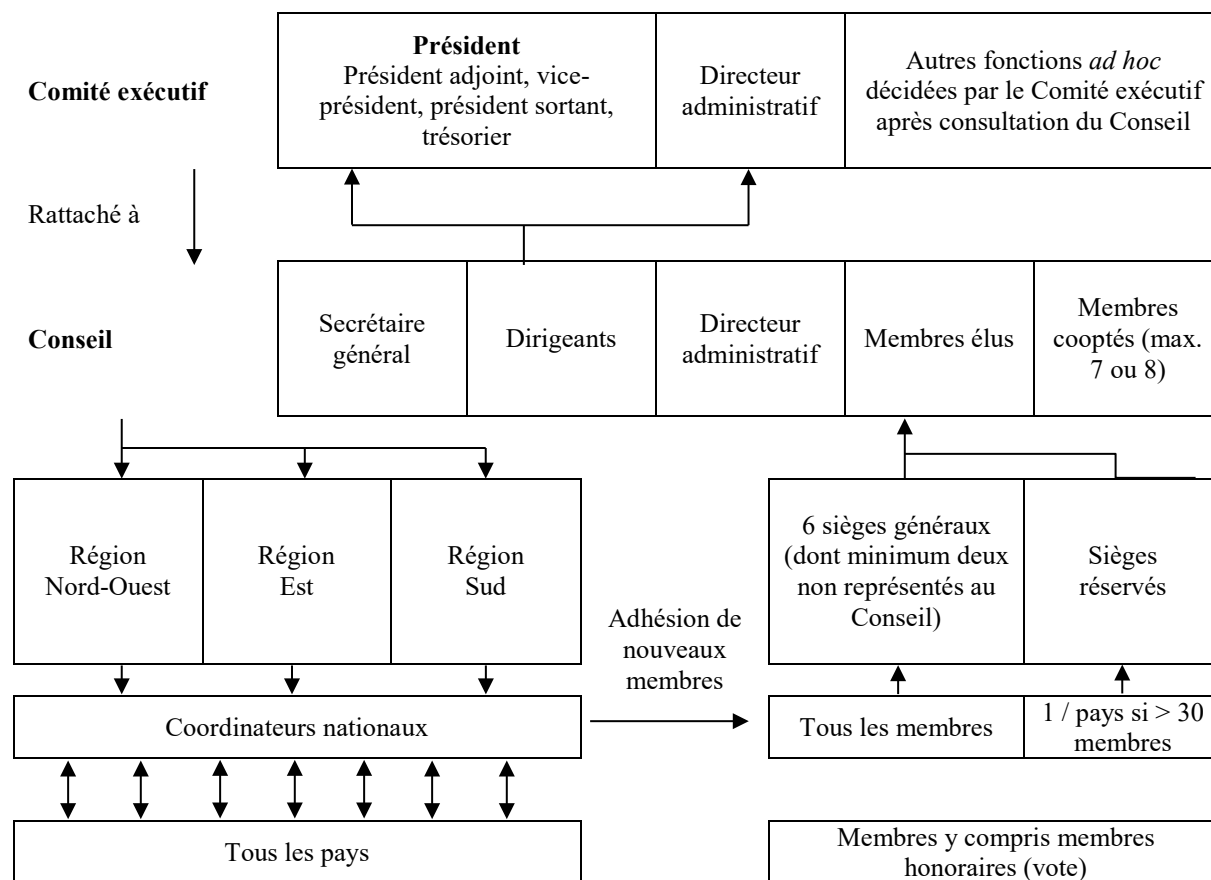 Comité exécutif
Président
Président adjoint, vice-
président, président sortant,
trésorier
Directeur
administratif
Autres fonctions ad hoc
décidées par le Comité exécutif
après consultation du Conseil
Rattaché à
Conseil
Secrétaire
général
Dirigeants
Directeur
administratif
Membres élus
Membres
cooptés (max.
7 ou 8)
Région
Nord-Ouest
Région
Est
Région
Sud
Adhésion de
nouveaux
membres
6 sièges généraux
(dont minimum deux
non représentés au
Conseil)
Sièges
réservés
Coordinateurs nationaux
Tous les membres
1 / pays si > 30
membres
Tous les pays
Membres y compris membres
honoraires (vote)